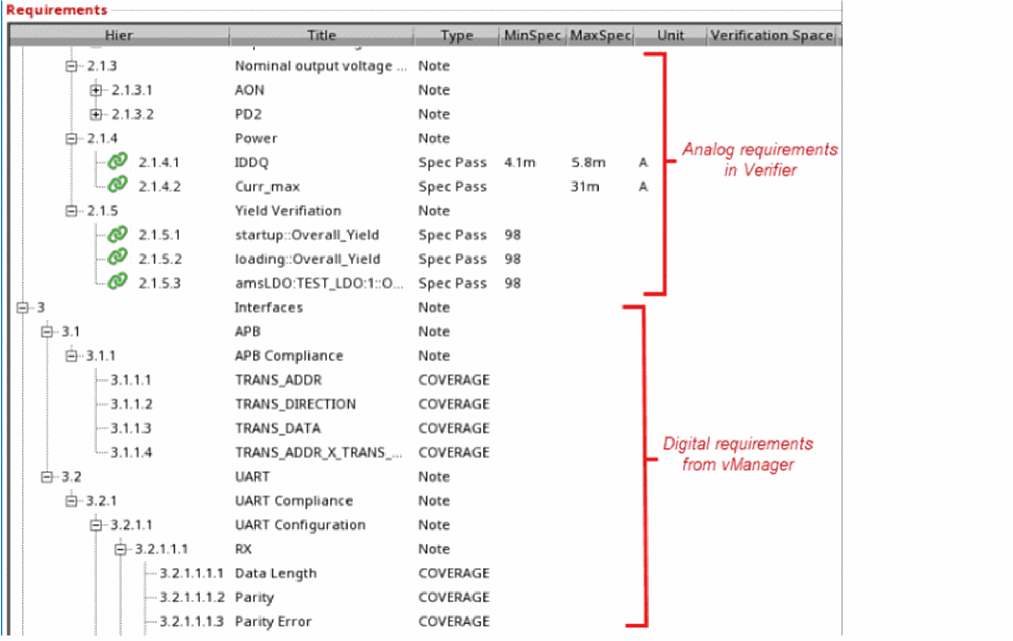 Requirements
Hier Title Type MinSpec MaxSpec Unit Verification Space
2.1.3 Nominal output voltage ... Note
2.1.3.1 AON Note
2.1.3.2 PD2 Note
2.1.4 Power Note
2.1.4.1 IDDQ Spec Pass 4.1m 5.8m A
2.1.4.2 Curr_max Spec Pass 31m A
2.1.5 Yield Verifiation Note
2.1.5.1 startup::Overall_Yield Spec Pass 98
2.1.5.2 loading::Overall_Yield Spec Pass 98
2.1.5.3 amsLDO:TEST_LDO:1::O... Spec Pass 98
Analog requirements
in Verifier
3 Interfaces Note
3.1 APB Note
3.1.1 APB Compliance Note
3.1.1.1 TRANS_ADDR COVERAGE
3.1.1.2 TRANS_DIRECTION COVERAGE
3.1.1.3 TRANS_DATA COVERAGE
3.1.1.4 TRANS_ADDR_X_TRANS_... COVERAGE
3.2 UART Note
3.2.1 UART Compliance Note
3.2.1.1 UART Configuration Note
3.2.1.1.1 RX Note
3.2.1.1.1.1 Data Length COVERAGE
3.2.1.1.1.2 Parity COVERAGE
3.2.1.1.1.3 Parity Error COVERAGE
Digital requirements
from vManager